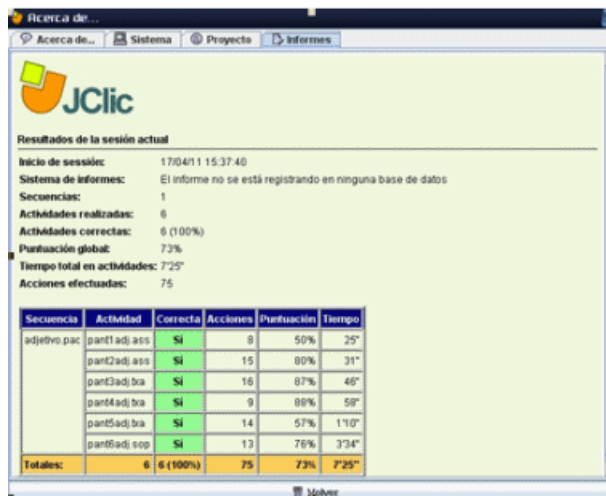 Acerca de...
Acerca de... Sistema Proyecto Informes
JClic
Resultados de la sesión actual
Inicio de sessión: 17/04/11 15:37:40
Sistema de informes: El informe no se está registrando en ninguna base de datos
Secuencias: 1
Actividades realizadas: 6
Actividades correctas: 6 (100%)
Puntuación global: 73%
Tiempo total en actividades: 7'25"
Acciones efectuadas: 75
Secuencia Actividad Correcta Acciones Puntuación Tiempo
adjetivo.pac pant1adj.ass Sí 8 50% 25"
pant2adj.ass Sí 15 80% 31"
pant3adj.txa Sí 16 87% 46"
pant4adj.txa Sí 9 88% 58"
pant5adj.txa Sí 14 57% 1'10"
pant6adj.sop Sí 13 76% 3'34"
Totales: 6 6 (100%) 75 73% 7'25"
Volver